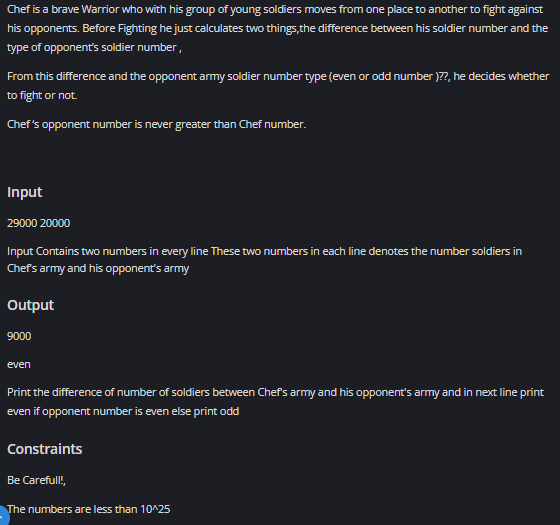 Chef is a brave Warrior who with his group of young soldiers moves from one place to another to fight against
his opponents. Before Fighting he just calculates two things,the difference between his soldier number and the
type of opponent's soldier number ,
From this difference and the opponent army soldier number type (even or odd number )??, he decides whether
to fight or not.
Chef 's opponent number is never greater than Chef number.
Input
29000 20000
Input Contains two numbers in every line These two numbers in each line denotes the number soldiers in
Chef's army and his opponent's army
Output
9000
even
Print the difference of number of soldiers between Chef's army and his opponent's army and in next line print
even if opponent number is even else print odd
Constraints
Be Carefull!,
The numbers are less than 10^25